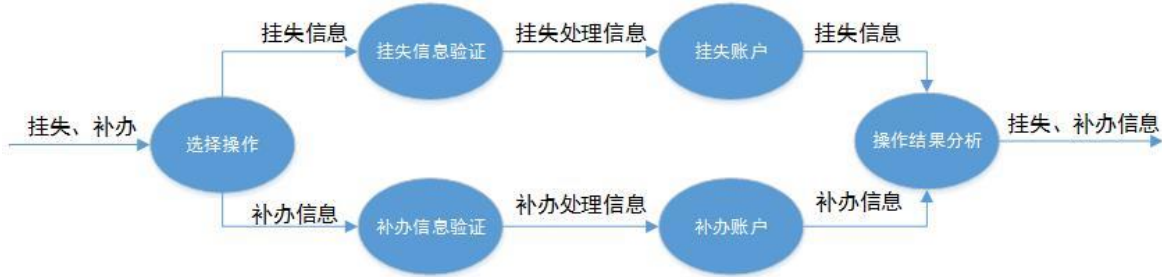 挂失信息
挂失信息验证
挂失处理信息
挂失账户
挂失信息
挂失、补办
选择操作
操作结果分析
挂失、补办信息
补办信息
补办信息验证
补办处理信息
补办账户
补办信息